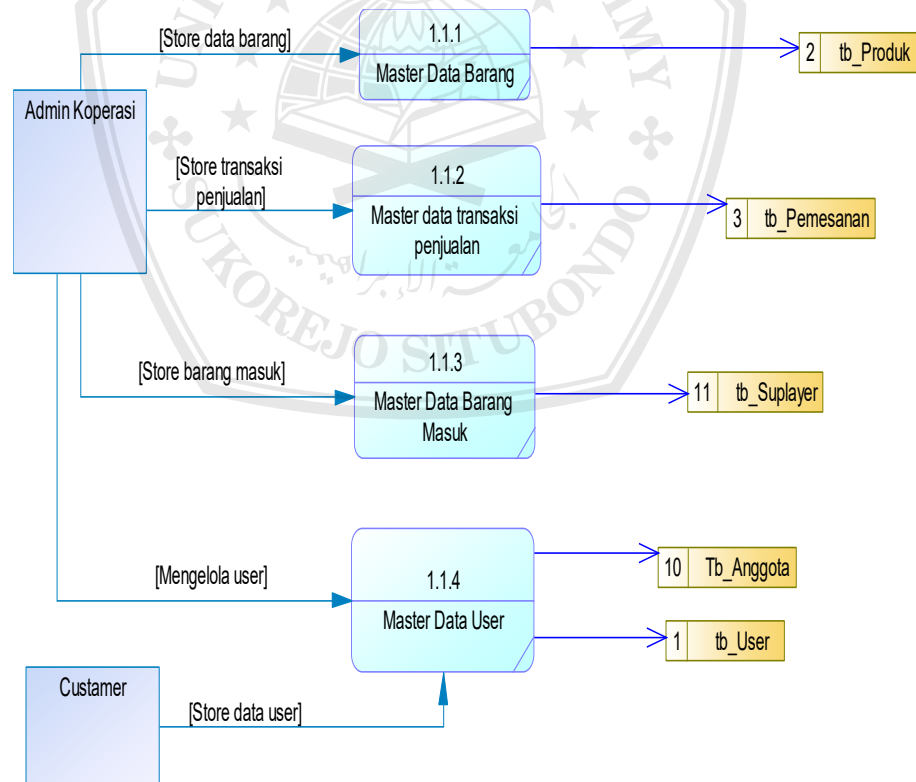 [Store data barang]
1.1.1
Master Data Barang
2 tb_Produk
Admin Koperasi
[Store transaksi
penjualan]
1.1.2
Master data transaksi
penjualan
3 tb_Pemesanan
SUKOREJO SITUBONDO
[Store barang masuk]
1.1.3
Master Data Barang
Masuk
11 tb_Suplayer
[Mengelola user]
1.1.4
Master Data User
10 Tb_Anggota
1 tb_User
Custamer
[Store data user]